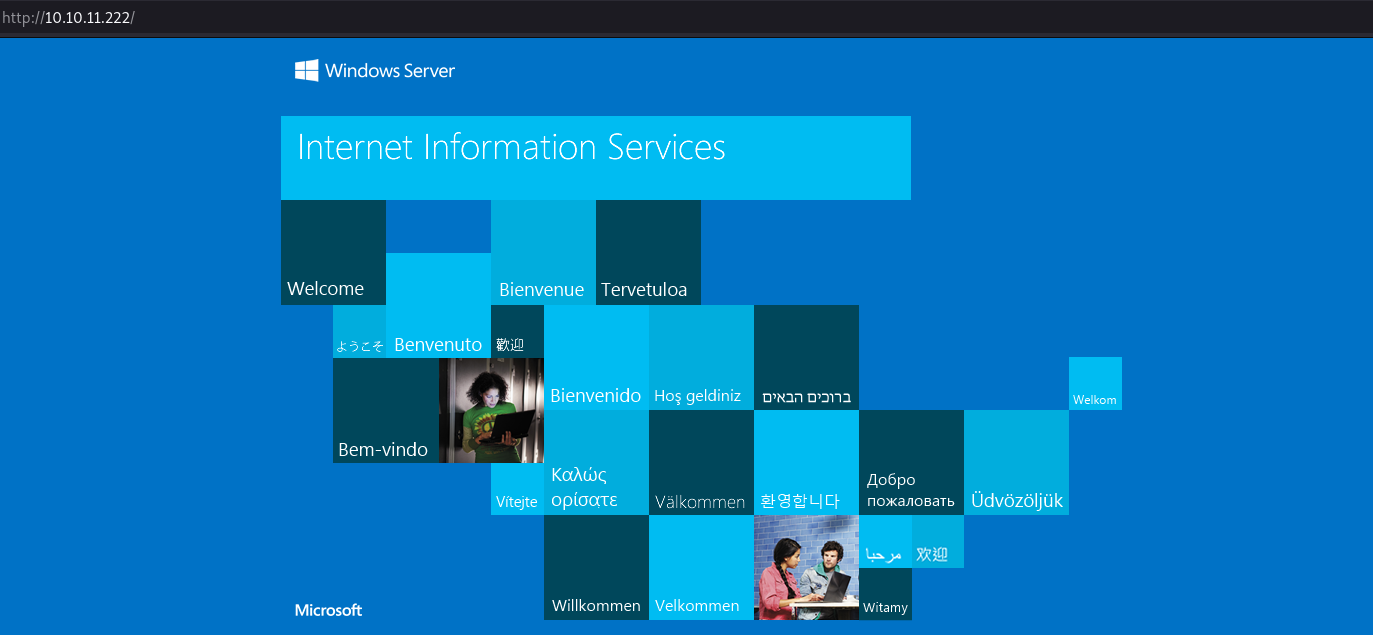 http://10.10.11.222/
Windows Server
Internet Information Services
Welcome
Bienvenue
Tervetuloa
ようこそ
Benvenuto
歡迎
Bienvenido
Hoş geldiniz
ברוכים הבאים
Welkom
Bem-vindo
Vítejte
Καλώς
ορίσατε
Välkommen
환영합니다
Добро
пожаловать
Üdvözöljük
مرحبا
欢迎
Willkommen
Velkommen
Witamy
Microsoft